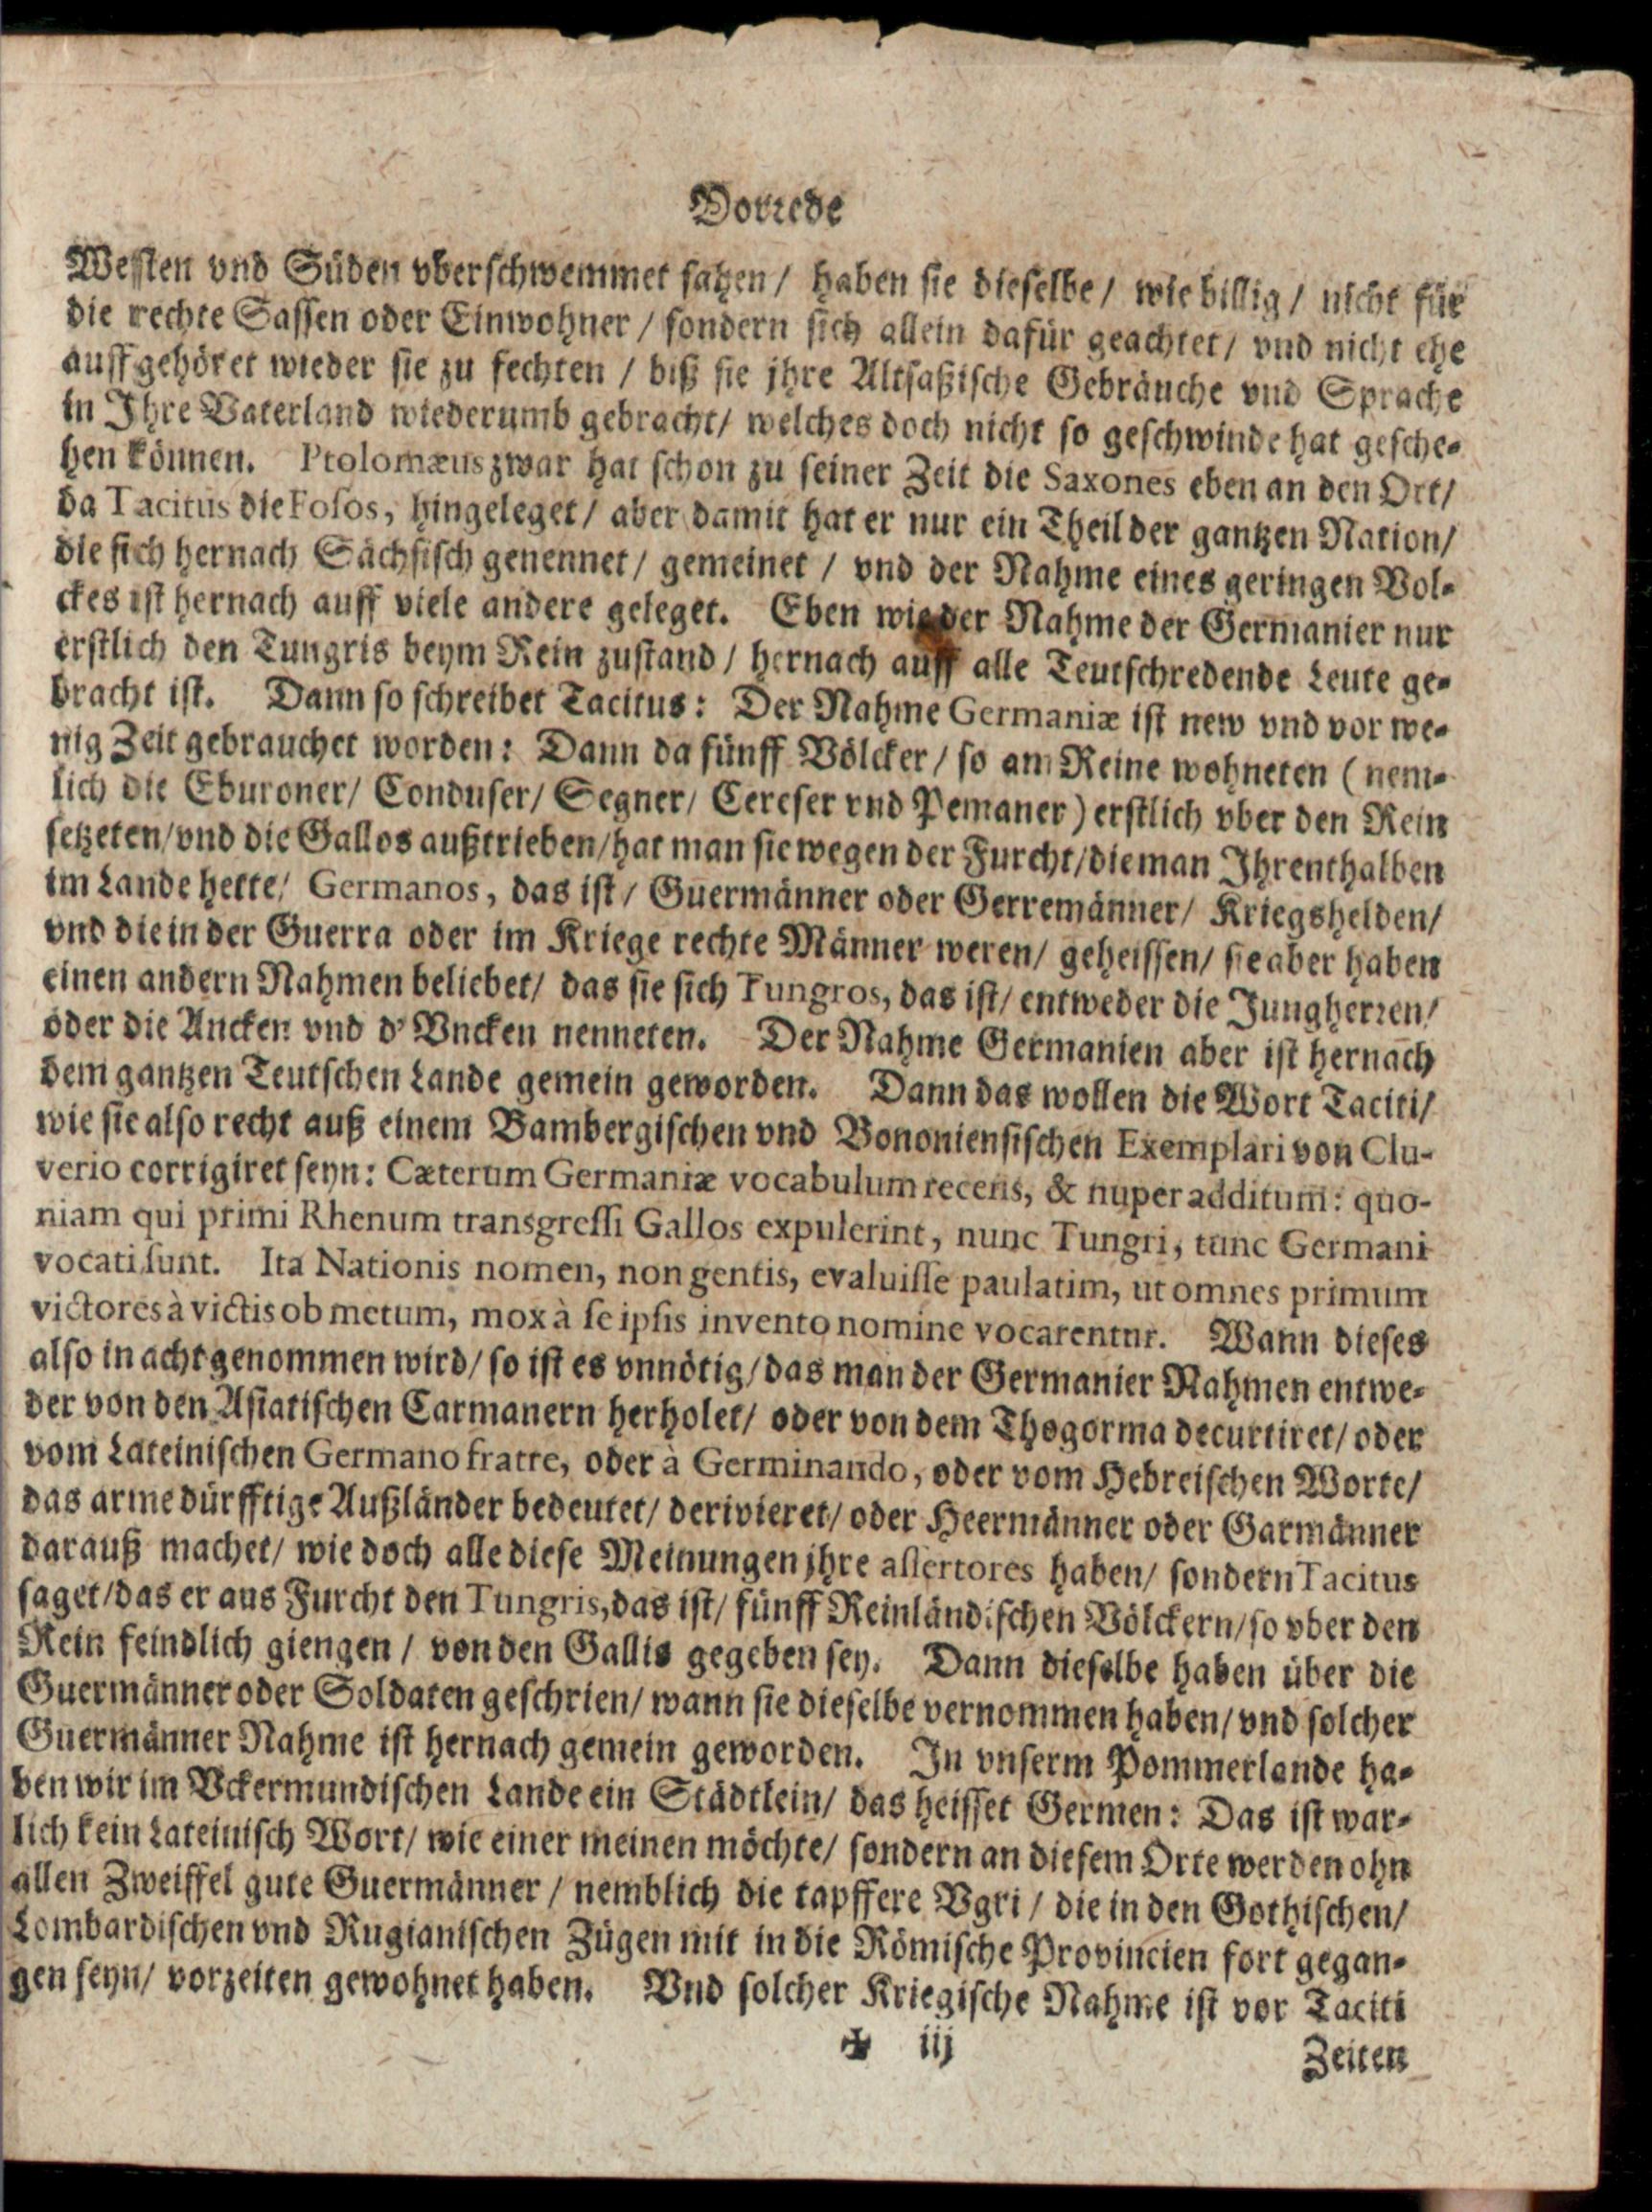 Vorrede
Westen vnd Süden vberschwemmet sahen / haben sie dieselbe / wie billig / nicht für
die rechte Sassen oder Einwohner / sondern sich allein dafür geachtet / vnd nicht ehe
auffgehöret wieder sie zu fechten / biß sie jhre Altsaßische Gebräuche vnd Sprache
in Ihre Vaterland wiederumb gebracht / welches doch nicht so geschwinde hat gesche-
hen können. Ptolomæus zwar hat schon zu seiner Zeit die Saxones eben an den Ort /
da Tacitus die Fosos, hingeleget / aber damit hat er nur ein Theil der gantzen Nation /
die sich hernach Sächsisch genennet / gemeinet / vnd der Nahme eines geringen Vol-
ckes ist hernach auff viele andere geleget. Eben wie der Nahme der Germanier nur
erstlich den Tungris beym Rein zustand / hernach auff alle Teutschredende Leute ge-
bracht ist. Dann so schreibet Tacitus: Der Nahme Germaniæ ist new vnd vor we-
nig Zeit gebrauchet worden: Dann da fünff Völcker / so am Reine wohneten (nem-
lich die Eburoner / Conduser / Segner / Cereser vnd Pemaner) erstlich vber den Rein
setzeten / vnd die Gallos außtrieben / hat man sie wegen der Furcht / die man Ihrenthalben
im Lande hette / Germanos, das ist / Guermänner oder Gerremänner / Kriegshelden /
vnd die in der Guerra oder im Kriege rechte Männer weren / geheissen / sie aber haben
einen andern Nahmen beliebet / das sie sich Tungros, das ist / entweder die Jungherren /
oder die Ancken vnd d' Vncken nenneten. Der Nahme Germanien aber ist hernach
dem gantzen Teutschen Lande gemein geworden. Dann das wollen die Wort Taciti /
wie sie also recht auß einem Bambergischen vnd Bononiensischen Exemplari von Clu-
verio corrigiret seyn: Cæterum Germaniæ vocabulum recens, & nuper additum: quo-
niam qui primi Rhenum transgressi Gallos expulerint, nunc Tungri, tunc Germani
vocati sunt. Ita Nationis nomen, non gentis, evaluisse paulatim, ut omnes primum
victores à victis ob metum, mox à se ipsis invento nomine vocarentnr. Wann dieses
also in acht genommen wird / so ist es vnnötig / das man der Germanier Nahmen entwe-
der von den Asiatischen Carmanern herholet / oder von dem Thogorma decurtiret / oder
vom Lateinischen Germano fratre, oder à Germinando, oder vom Hebreischen Worte /
das arme dürfftige Außländer bedeutet / derivieret / oder Heermänner oder Garmänner
darauß machet / wie doch alle diese Meinungen jhre assertores haben / sondern Tacitus
saget / das er aus Furcht den Tungris, das ist / fünff Reinländischen Völckern / so vber den
Rein feindlich giengen / von den Gallis gegeben sey. Dann dieselbe haben über die
Guermänner oder Soldaten geschrien / wann sie dieselbe vernommen haben / vnd solcher
Guermänner Nahme ist hernach gemein geworden. In vnserm Pommerlande ha-
ben wir im Vckermundischen Lande ein Städtlein / das heisset Germen: Das ist war-
lich kein Lateinisch Wort / wie einer meinen möchte / sondern an diesem Orte werden ohn
allen Zweiffel gute Guermänner / nemblich die tapffere Vgri / die in den Gothischen /
Lombardischen vnd Rugianischen Zügen mit in die Römische Provincien fort gegan-
gen seyn / vorzeiten gewohnet haben. Vnd solcher Kriegische Nahme ist vor Taciti
✠ iij
Zeiten